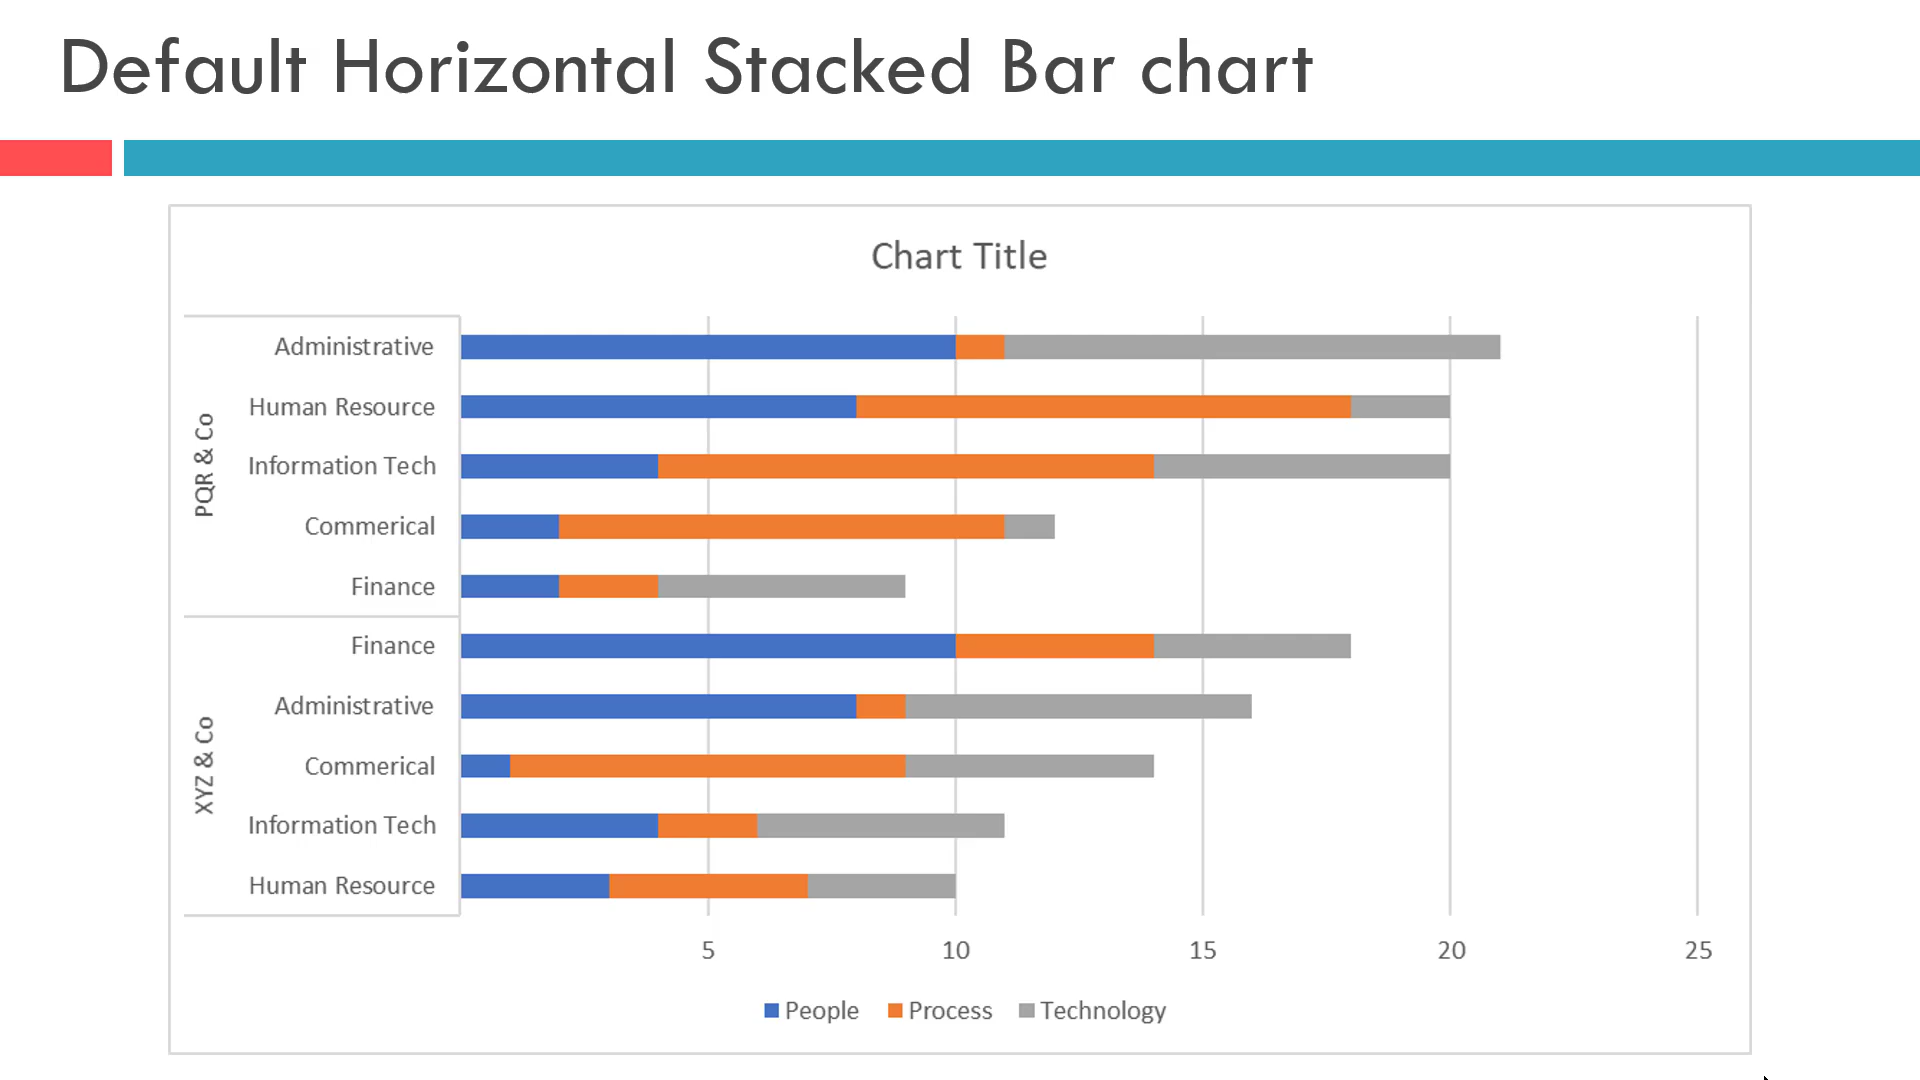 Default Horizontal Stacked Bar chart
Chart Title
PQR & Co
Administrative
Human Resource
Information Tech
Commerical
Finance
XYZ & Co
Finance
Administrative
Commerical
Information Tech
Human Resource
5 10 15 20 25
People Process Technology